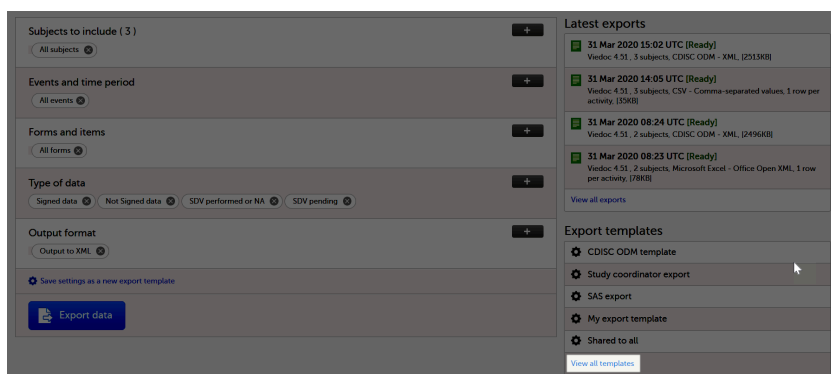 Subjects to include ( 3 )
All subjects
Events and time period
All events
Forms and items
All forms
Type of data
Signed data
Not Signed data
SDV performed or NA
SDV pending
Output format
Output to XML
Save settings as a new export template
Export data
Latest exports
31 Mar 2020 15:02 UTC [Ready]
Viedoc 4.51 , 3 subjects, CDISC ODM - XML, [2513KB]
31 Mar 2020 14:05 UTC [Ready]
Viedoc 4.51 , 3 subjects, CSV - Comma-separated values, 1 row per
activity, [35KB]
31 Mar 2020 08:24 UTC [Ready]
Viedoc 4.51 , 2 subjects, CDISC ODM - XML, [2496KB]
31 Mar 2020 08:23 UTC [Ready]
Viedoc 4.51 , 2 subjects, Microsoft Excel - Office Open XML, 1 row
per activity, [78KB]
View all exports
Export templates
CDISC ODM template
Study coordinator export
SAS export
My export template
Shared to all
View all templates